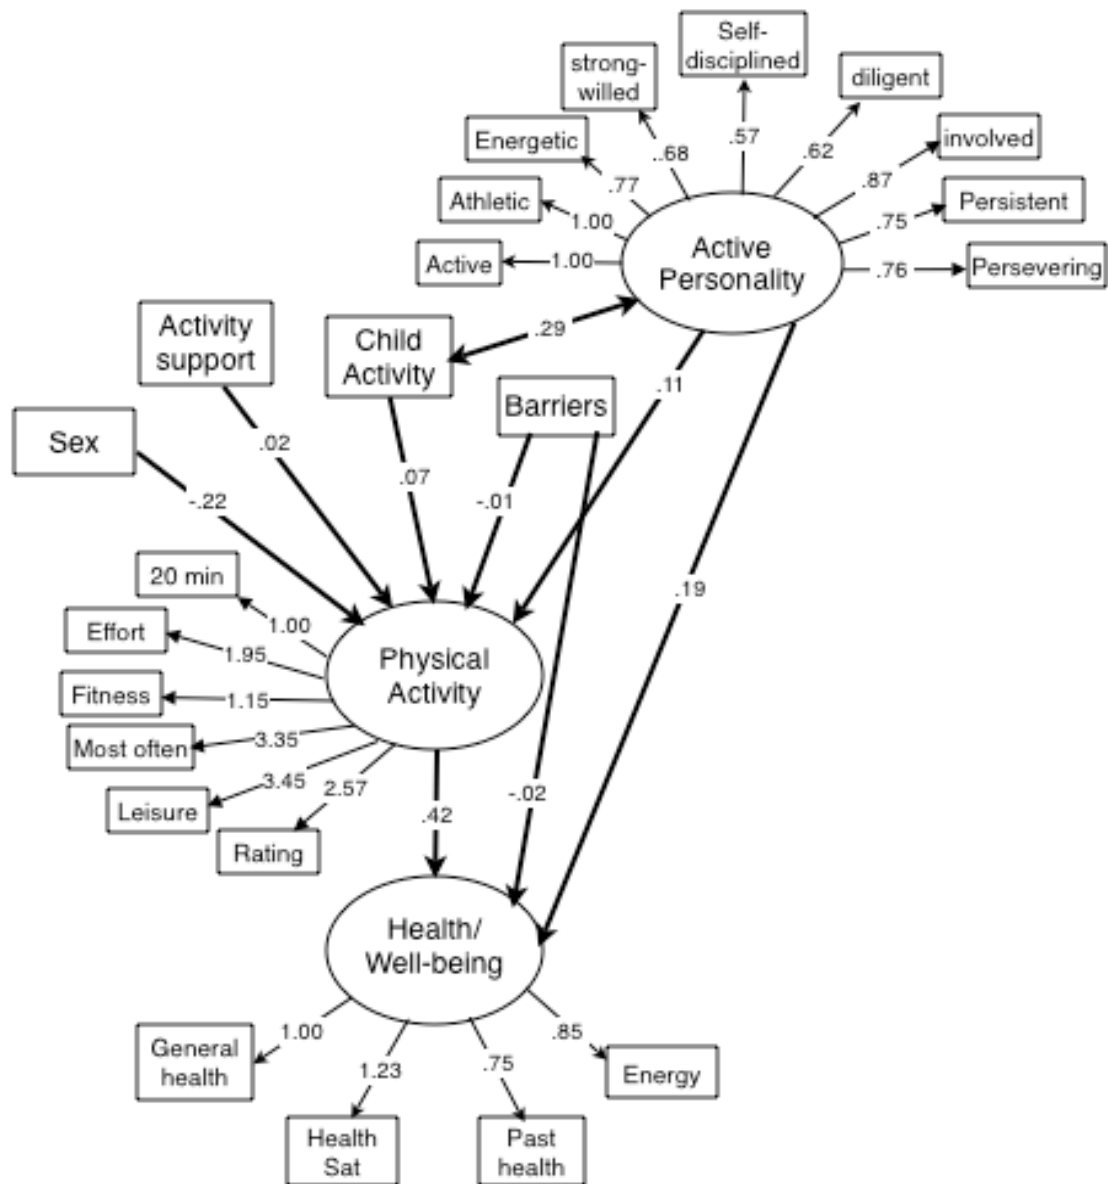 Self-
disciplined
strong-
willed
diligent
Energetic
involved
..68
.57
.62
.77
.87
Athletic
Persistent
1.00
.75
Active
1.00
Active
Personality
.76
Persevering
Activity
support
Child
Activity
.29
Barriers
.11
Sex
.02
.07
-.01
-.22
20 min
.19
Effort
1.00
1.95
Physical
Activity
Fitness
1.15
Most often
3.35
3.45
2.57
-.02
Leisure
.42
Rating
Health/
Well-being
1.00
.85
General
health
1.23
.75
Energy
Health
Sat
Past
health